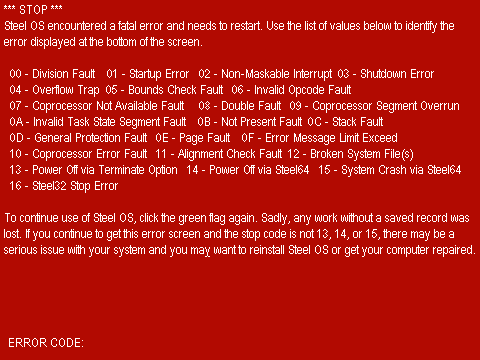 *** STOP ***
Steel OS encountered a fatal error and needs to restart. Use the list of values below to identify the
error displayed at the bottom of the screen.
00 - Division Fault 01 - Startup Error 02 - Non-Maskable Interrupt 03 - Shutdown Error
04 - Overflow Trap 05 - Bounds Check Fault 06 - Invalid Opcode Fault
07 - Coprocessor Not Available Fault 08 - Double Fault 09 - Coprocessor Segment Overrun
0A - Invalid Task State Segment Fault 0B - Not Present Fault 0C - Stack Fault
0D - General Protection Fault 0E - Page Fault 0F - Error Message Limit Exceed
10 - Coprocessor Error Fault 11 - Alignment Check Fault 12 - Broken System File(s)
13 - Power Off via Terminate Option 14 - Power Off via Steel64 15 - System Crash via Steel64
16 - Steel32 Stop Error
To continue use of Steel OS, click the green flag again. Sadly, any work without a saved record was
lost. If you continue to get this error screen and the stop code is not 13, 14, or 15, there may be a
serious issue with your system and you may want to reinstall Steel OS or get your computer repaired.
ERROR CODE: